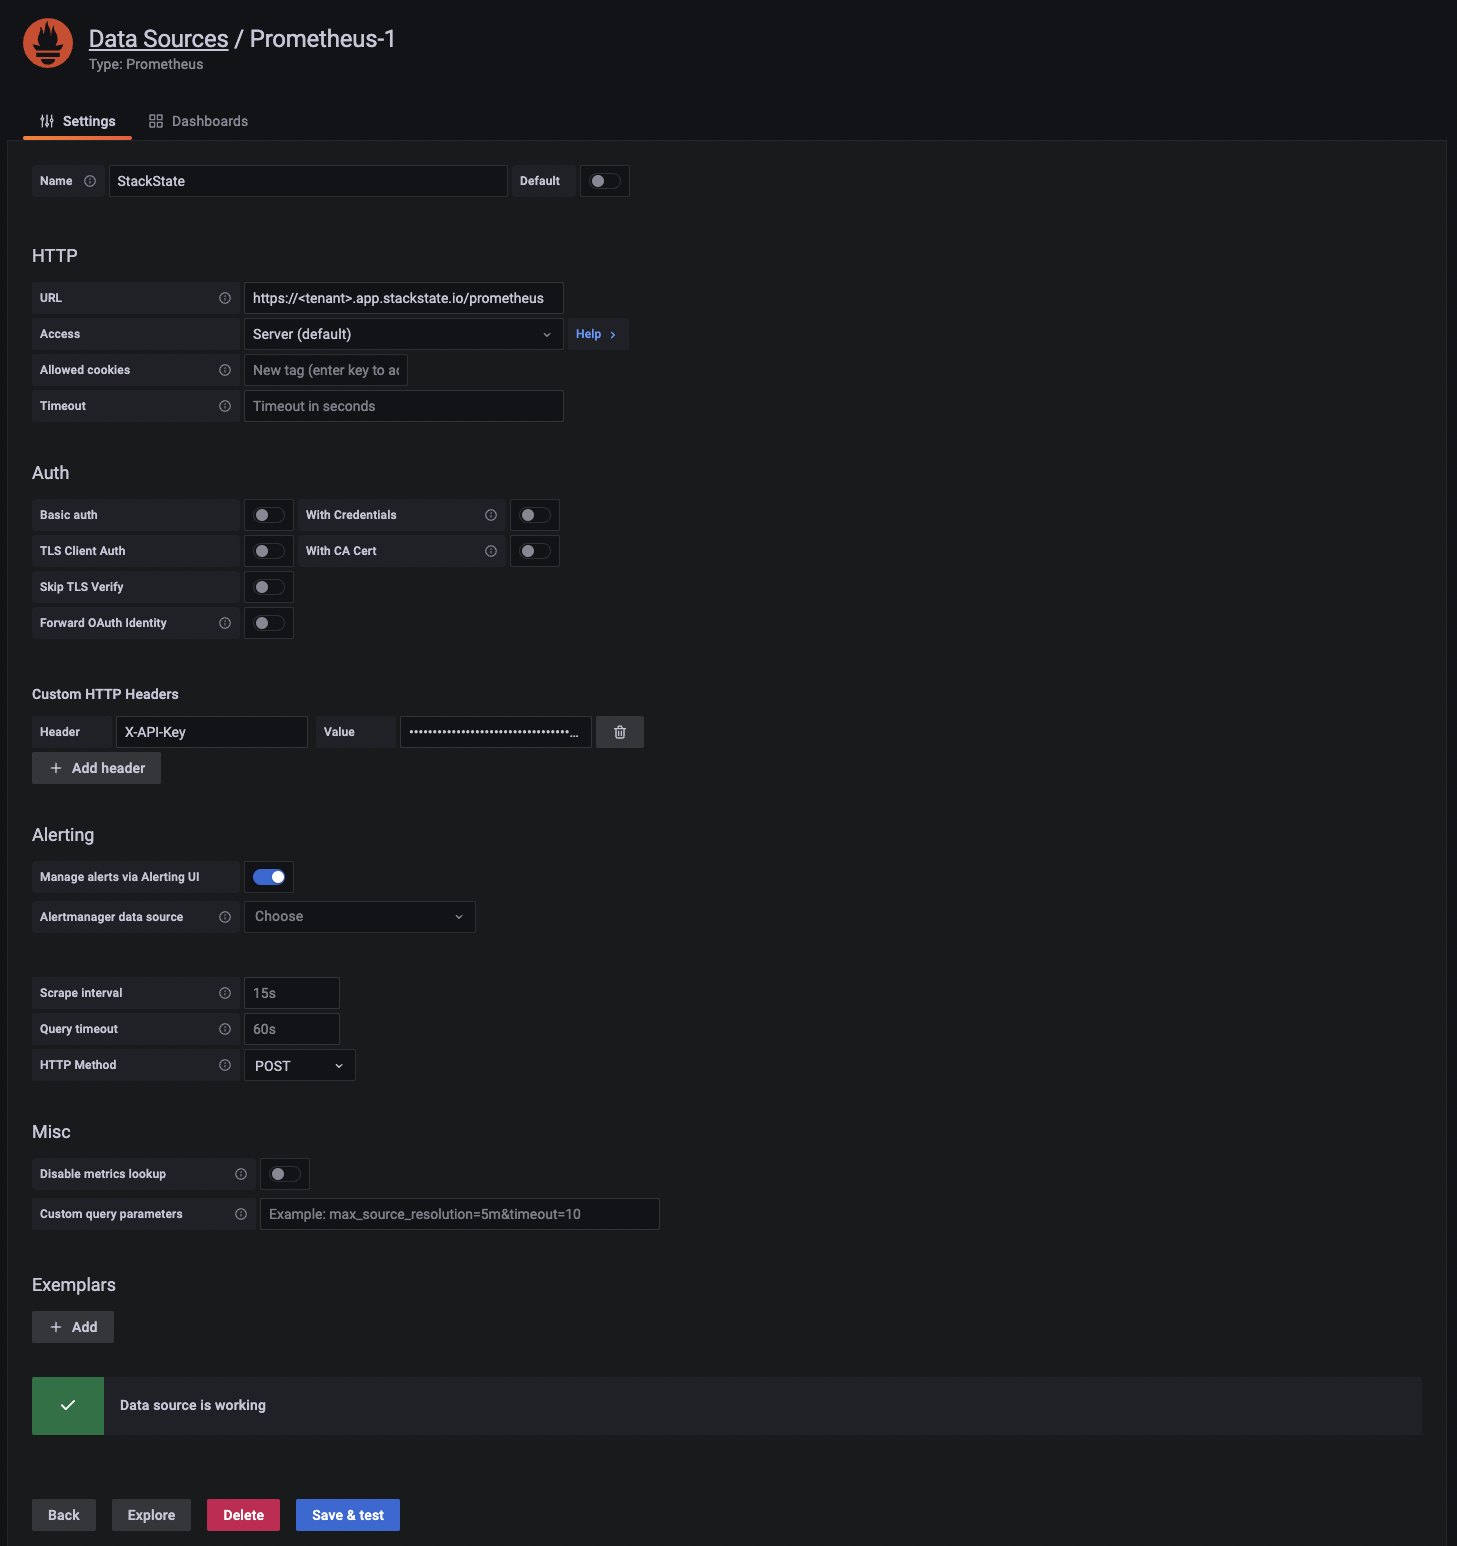 Data Sources / Prometheus-1
Type: Prometheus
Settings
Dashboards
Name
StackState
Default
HTTP
URL
https://<tenant>.app.stackstate.io/prometheus
Access
Server (default)
Help
Allowed cookies
New tag (enter key to ac
Timeout
Timeout in seconds
Auth
Basic auth
With Credentials
TLS Client Auth
With CA Cert
Skip TLS Verify
Forward OAuth Identity
Custom HTTP Headers
Header
X-API-Key
Value
••••••••••••••••••••••••••••••••••...
+ Add header
Alerting
Manage alerts via Alerting UI
Alertmanager data source
Choose
Scrape interval
15s
Query timeout
60s
HTTP Method
POST
Misc
Disable metrics lookup
Custom query parameters
Example: max_source_resolution=5m&timeout=10
Exemplars
+ Add
Data source is working
Back
Explore
Delete
Save & test